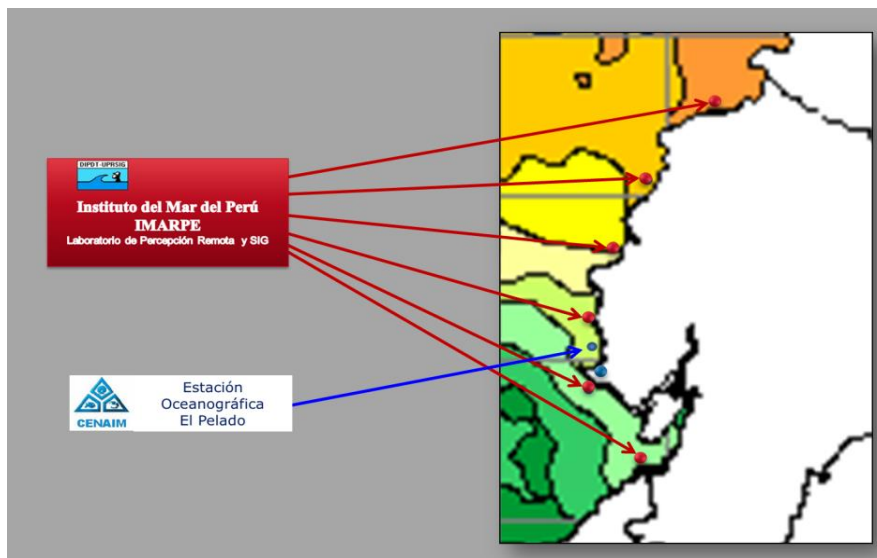 DIPDT-UPRSIG
Instituto del Mar del Perú
IMARPE
Laboratorio de Percepción Remota y SIG
CENAIM
Estación
Oceanográfica
El Pelado